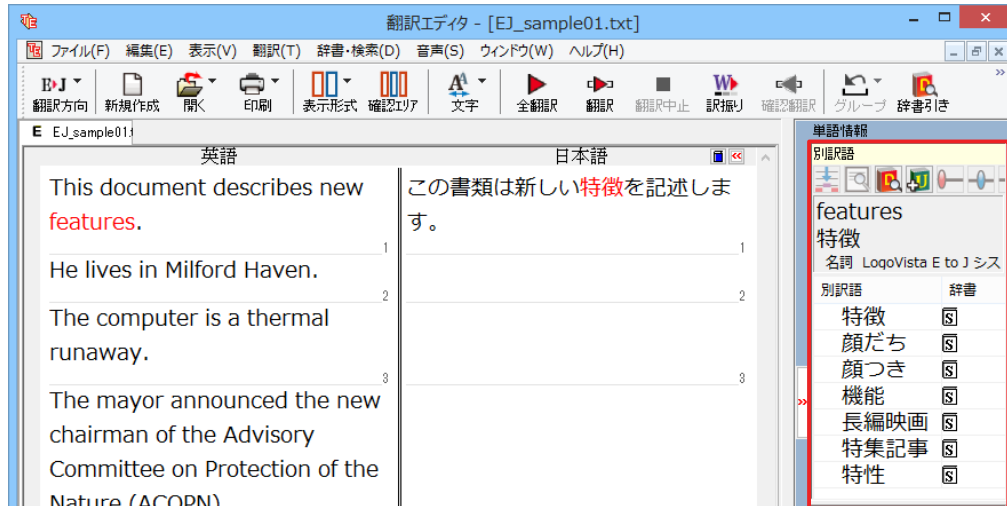 翻訳エディタ - [EJ_sample01.txt]
ファイル(F) 編集(E) 表示(V) 翻訳(T) 辞書・検索(D) 音声(S) ウィンドウ(W) ヘルプ(H)
翻訳方向 新規作成 開く 印刷 表示形式 確認エリア 文字 全翻訳 翻訳 翻訳中止 訳振り 確認翻訳 グループ 辞書引き
E EJ_sample01.t
英語
This document describes new
features.
1
He lives in Milford Haven.
2
The computer is a thermal
runaway.
3
The mayor announced the new
chairman of the Advisory
Committee on Protection of the
Nature (ACOPN)
日本語
この書類は新しい特徴を記述しま
す。
1
2
3
単語情報
別訳語
features
特徴
名詞 LogoVista E to J シス
別訳語 辞書
特徴 S
顔だち S
顔つき S
機能 S
長編映画 S
特集記事 S
特性 S